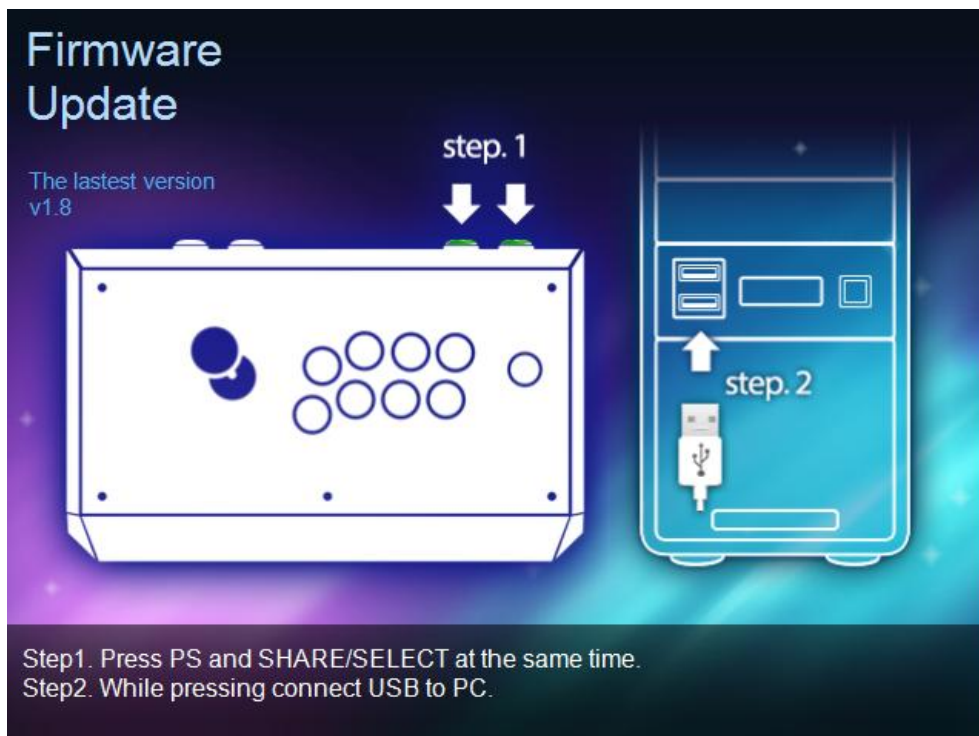 Firmware
Update
The lastest version
v1.8
step. 1
step. 2
Step1. Press PS and SHARE/SELECT at the same time.
Step2. While pressing connect USB to PC.